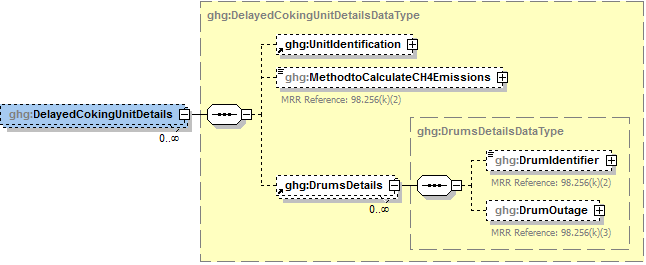 ghg:DelayedCokingUnitDetailsDataType
ghg:UnitIdentification
ghg:MethodtoCalculateCH4Emissions
MRR Reference: 98.256(k)(2)
ghg:DelayedCokingUnitDetails
0..∞
ghg:DrumsDetailsDataType
ghg:DrumIdentifier
MRR Reference: 98.256(k)(2)
ghg:DrumsDetails
0..∞
ghg:DrumOutage
MRR Reference: 98.256(k)(3)